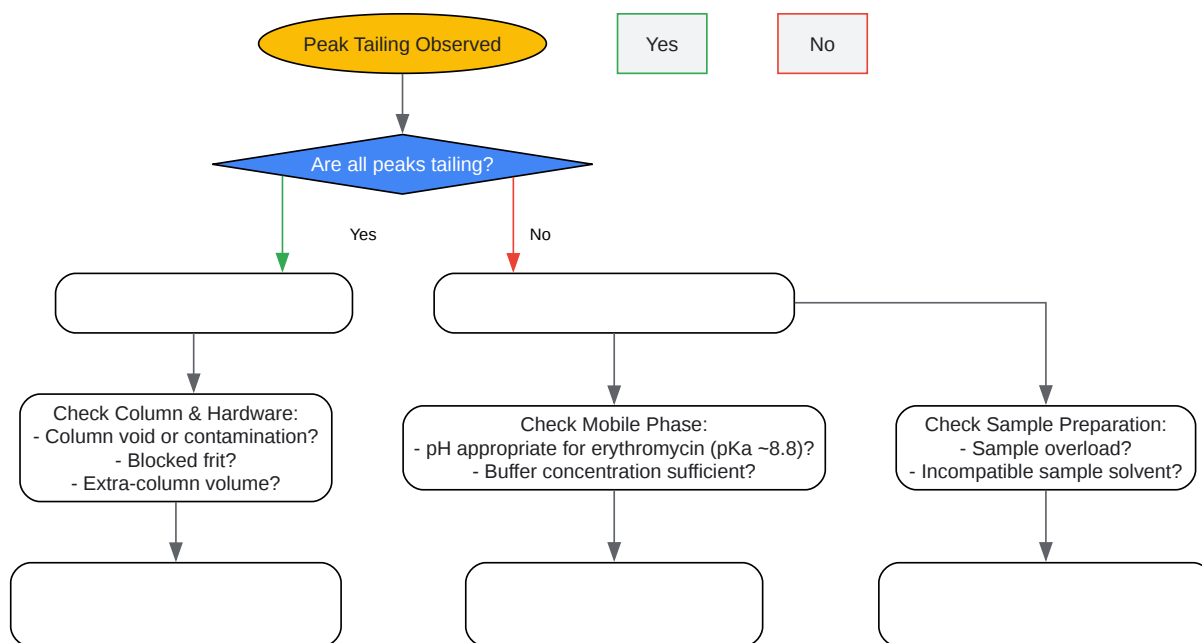 Peak Tailing Observed
Yes
No
Are all peaks tailing?
Yes
No
Check Column & Hardware:
- Column void or contamination?
- Blocked frit?
- Extra-column volume?
Check Mobile Phase:
- pH appropriate for erythromycin (pKa ~8.8)?
- Buffer concentration sufficient?
Check Sample Preparation:
- Sample overload?
- Incompatible sample solvent?